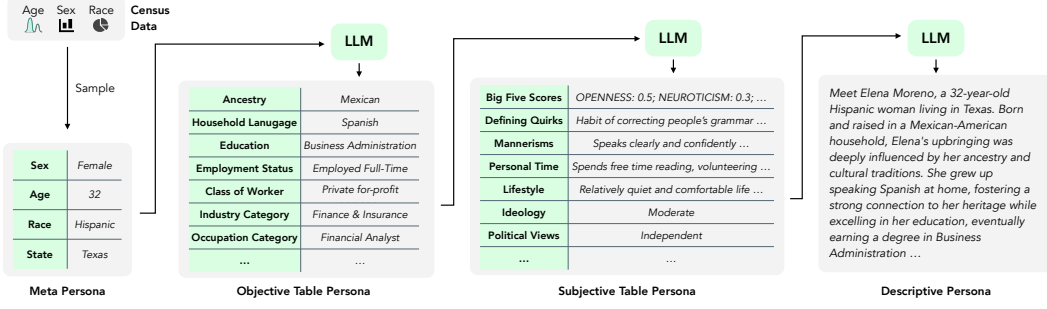 Age Sex Race
Census
Data
Sample
Sex Female
Age 32
Race Hispanic
State Texas
Meta Persona
LLM
Ancestry Mexican
Household Lanugage Spanish
Education Business Administration
Employment Status Employed Full-Time
Class of Worker Private for-profit
Industry Category Finance & Insurance
Occupation Category Financial Analyst
... ...
Objective Table Persona
LLM
Big Five Scores OPENNESS: 0.5; NEUROTICISM: 0.3; ...
Defining Quirks Habit of correcting people's grammar ...
Mannerisms Speaks clearly and confidently ...
Personal Time Spends free time reading, volunteering ...
Lifestyle Relatively quiet and comfortable life ...
Ideology Moderate
Political Views Independent
... ...
Subjective Table Persona
LLM
Meet Elena Moreno, a 32-year-old
Hispanic woman living in Texas. Born
and raised in a Mexican-American
household, Elena's upbringing was
deeply influenced by her ancestry and
cultural traditions. She grew up
speaking Spanish at home, fostering a
strong connection to her heritage while
excelling in her education, eventually
earning a degree in Business
Administration ...
Descriptive Persona